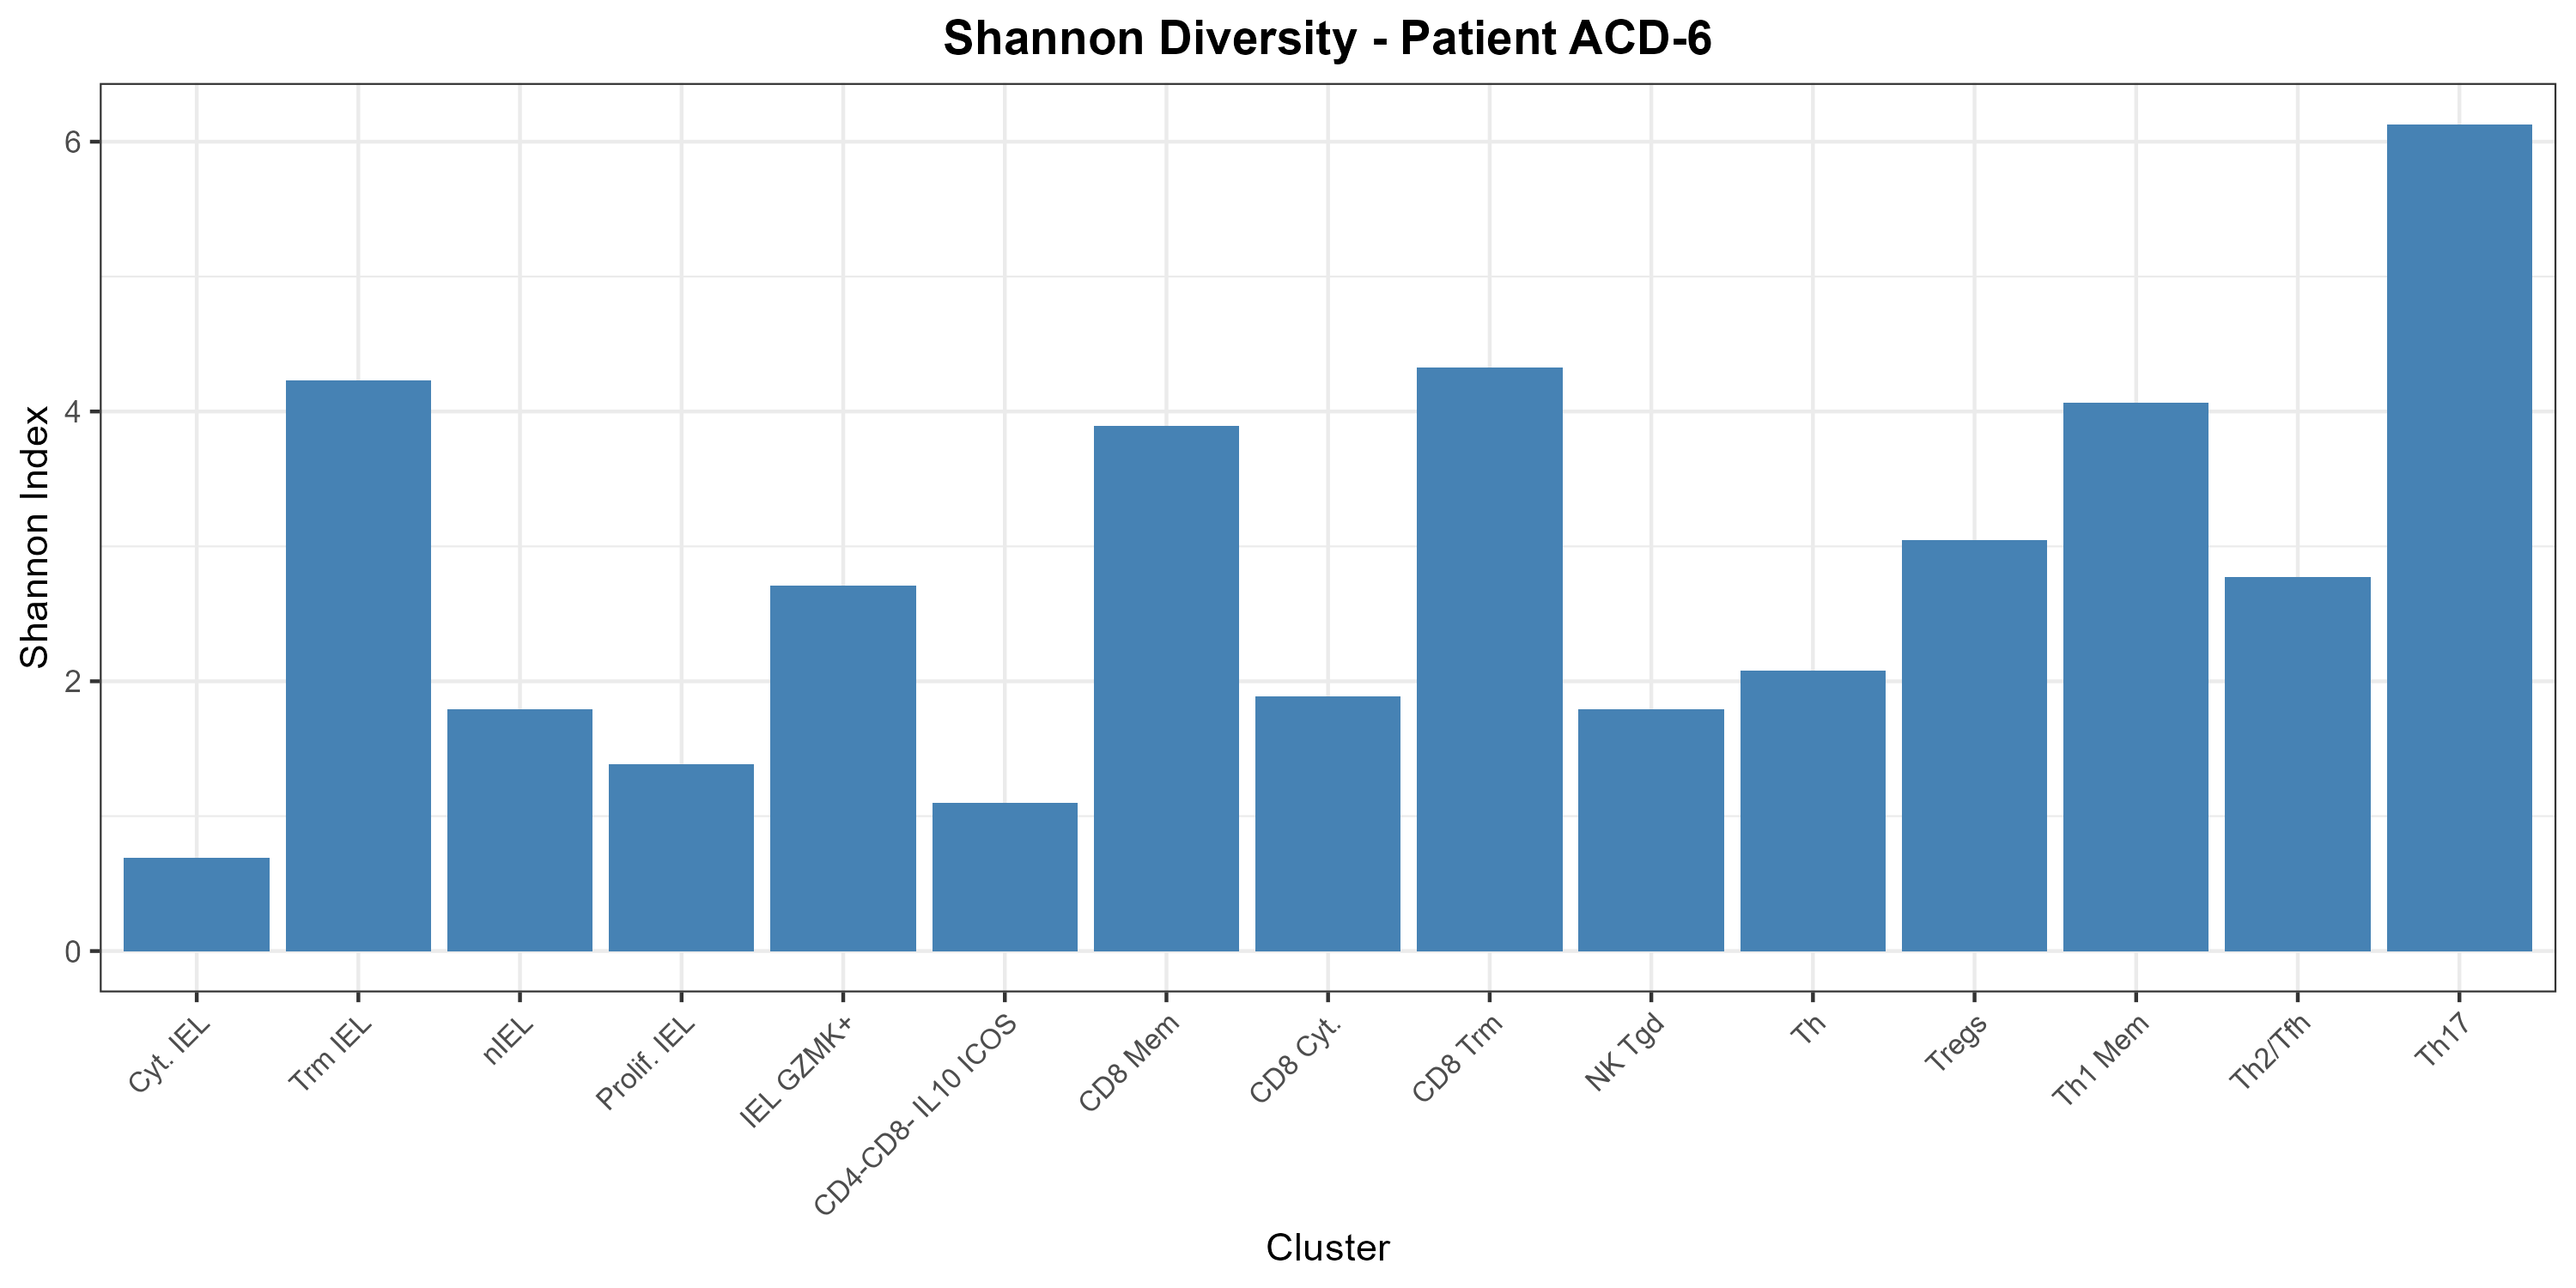 Shannon Diversity - Patient ACD-6
Shannon Index
6
4
2
0
Cyt. IEL
Trm IEL
nIEL
Prolif. IEL
IEL GZMK+
CD4-CD8- IL10 ICOS
CD8 Mem
CD8 Cyt.
CD8 Trm
NK Tgd
Th
Tregs
Th1 Mem
Th2/Tfh
Th17
Cluster